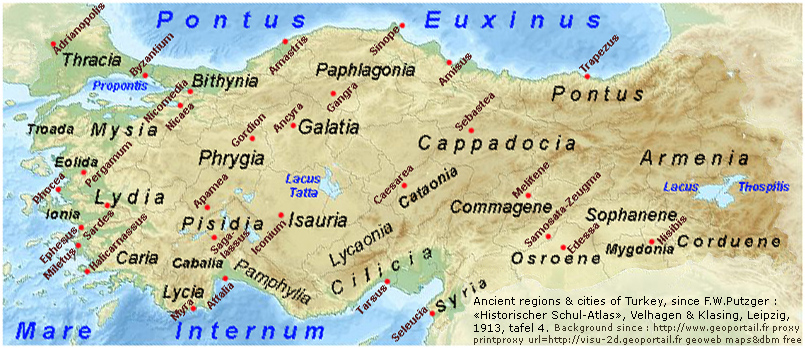 Pontus Euxinus
Adrianopolis
Thracia
Byzantium
Propontis
Nicomedia
Bithynia
Nicaea
Amastris
Sinope
Paphlagonia
Gangra
Amisus
Trapezus
Pontus
Troada
Mysia
Gordion
Ancyra
Galatia
Sebastea
Cappadocia
Armenia
Eolida
Pergamum
Phrygia
Lacus
Tatta
Caesarea
Cataonia
Melitene
Lacus Thospitis
Phocea
Lydia
Apamea
Commagene
Samosata-Zeugma
Sophanene
Ionia
Sardes
Pisidia
Isauria
Iconium
Lycaonia
Edessa
Osroene
Mygdonia
Hisibis
Corduene
Ephesus
Miletus
Halicarnassus
Caria
Saga-
lassus
Cabalia
Pamphylia
Cilicia
Tarsus
Syria
Lycia
Myra
Attalia
Seleucia
Mare Internum
Ancient regions & cities of Turkey, since F.W.Putzger :
«Historischer Schul-Atlas», Velhagen & Klasing, Leipzig,
1913, tafel 4. Background since : http://www.geoportail.fr proxy
printproxy url=http://visu-2d.geoportail.fr geoweb maps&dbm free